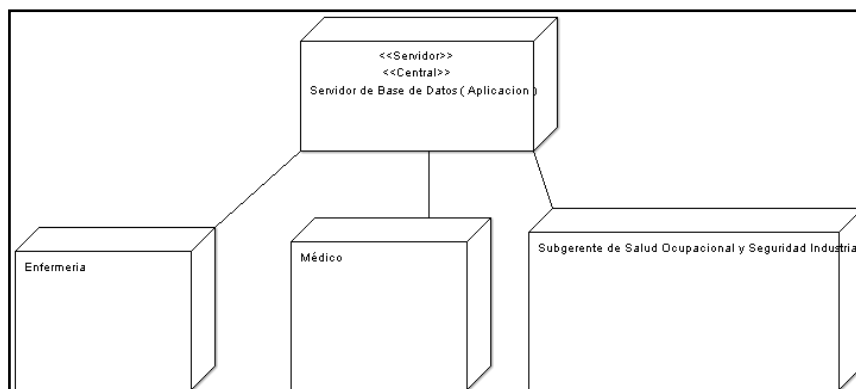 <<Servidor>>
<<Central>>
Servidor de Base de Datos ( Aplicacion )
Enfermeria
Médico
Subgerente de Salud Ocupacional y Seguridad Industria